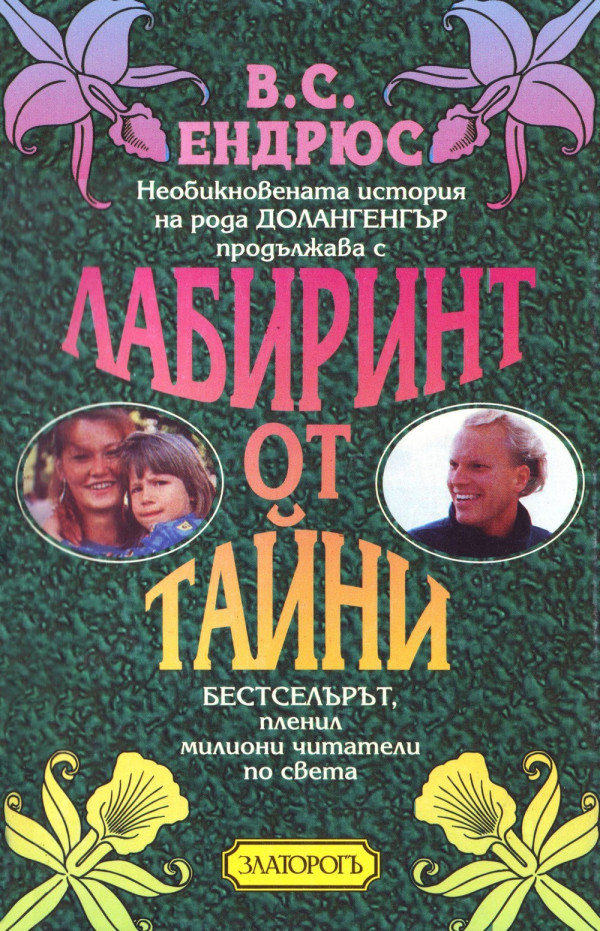 В.С.
ЕНДРЮС
Необикновената история
на рода ДОЛАНГЕНГЪР
продължава с
ЛАБИРИНТ
ОТ
ТАЙНИ
БЕСТСЕЛЪРЪТ,
пленил
милиони читатели
по света
ЗЛАТОРОГЪ